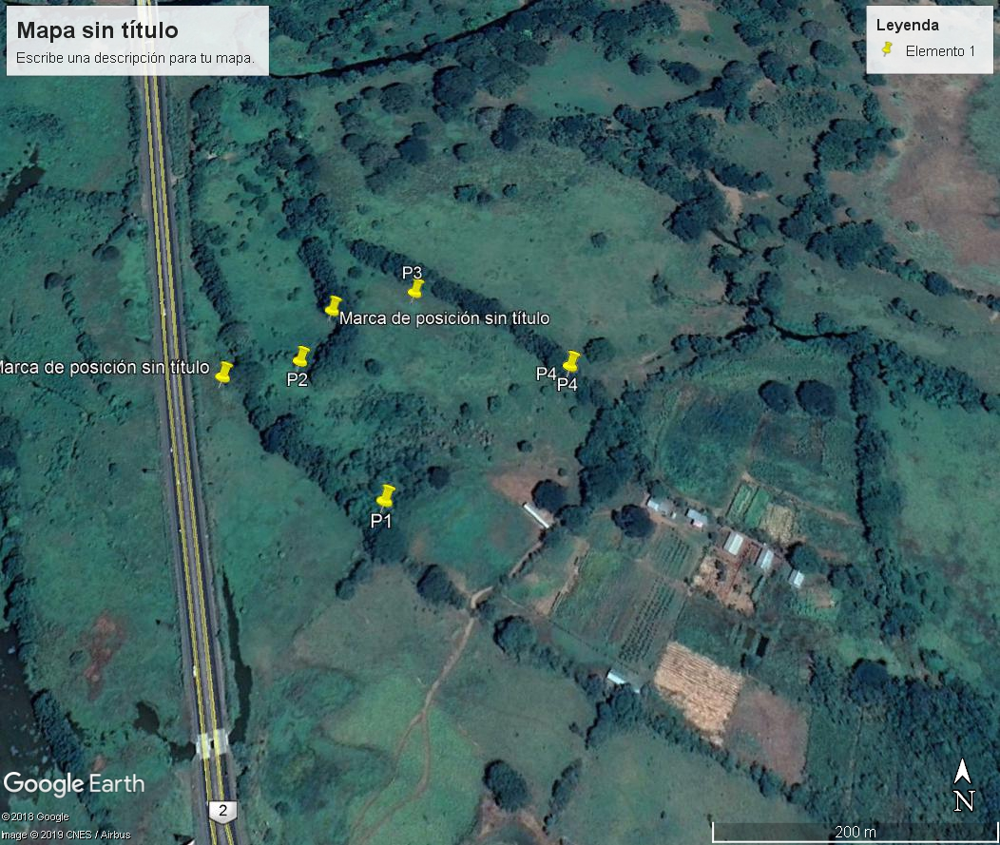 Mapa sin título
Escribe una descripción para tu mapa.
Leyenda
Elemento 1
P3
Marca de posición sin título
Marca de posición sin título
P2
P4
P4
P1
Google Earth
©2018 Google
Image © 2019 CNES / Airbus
2
N
200 m